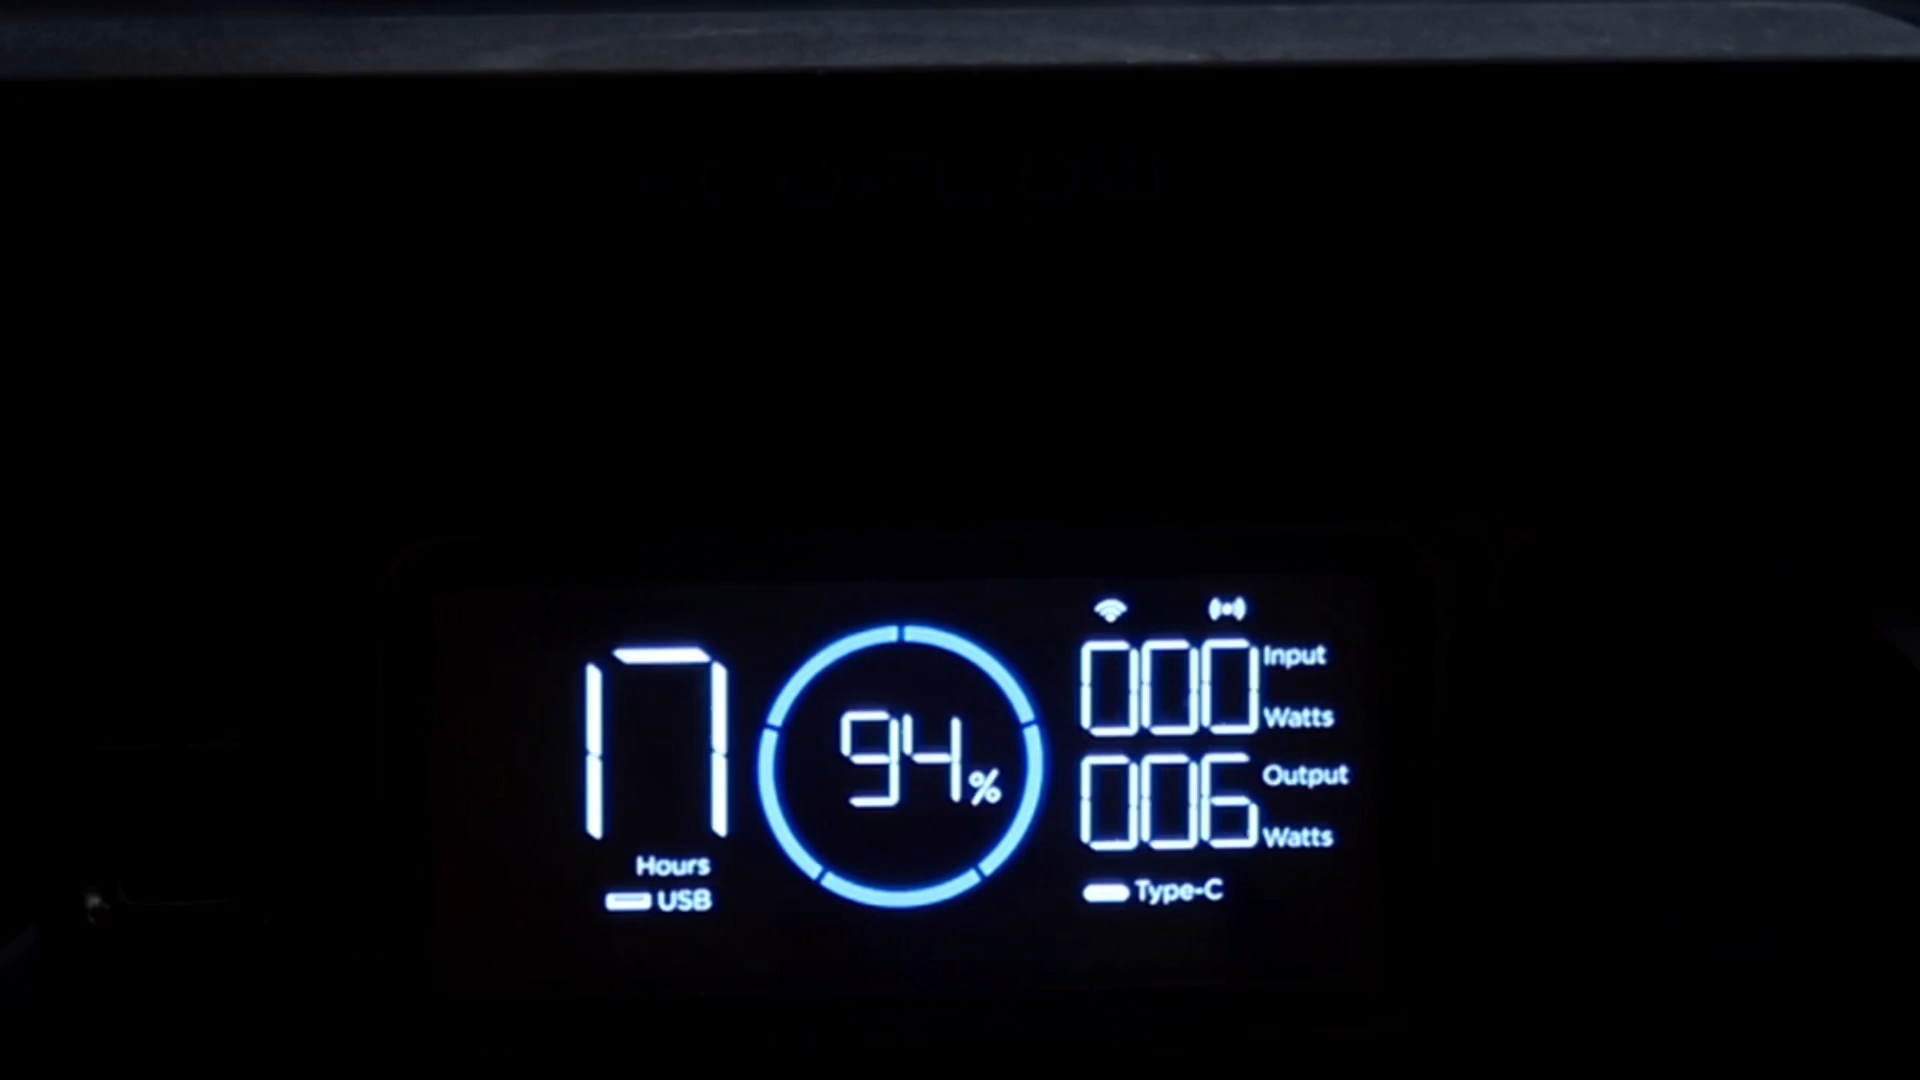 17
Hours
USB
94%
000 Input
Watts
006 Output
Watts
Type-C